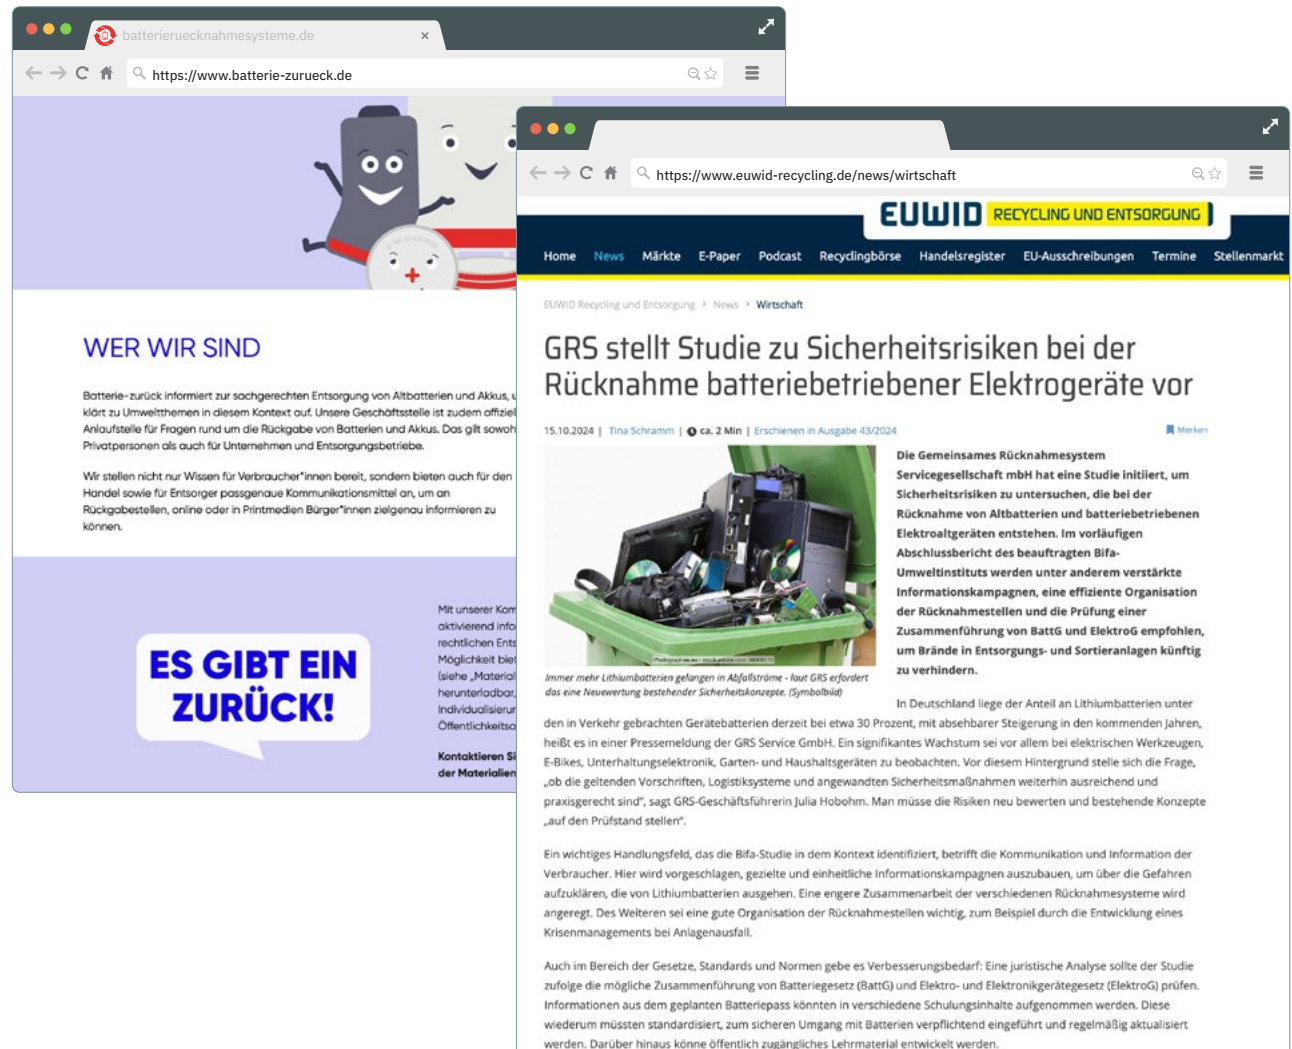 batterieruecknahmesysteme.de
https://www.batterie-zurueck.de
WER WIR SIND
Batterie-zurück informiert zur sachgerechten Entsorgung von Altbatterien und Akkus,
klärt zu Umweltthemen in diesem Kontext auf. Unsere Geschäftsstelle ist zudem offiziel
Anlaufstelle für Fragen rund um die Rückgabe von Batterien und Akkus. Das gilt sowoh
Privatpersonen als auch für Unternehmen und Entsorgungsbetriebe.
Wir stellen nicht nur Wissen für Verbraucher*innen bereit, sondern bieten auch für den
Handel sowie für Entsorger passgenaue Kommunikationsmittel an, um an
Rückgabestellen, online oder in Printmedien Bürger*innen zielgenau informieren zu
können.
ES GIBT EIN
ZURÜCK!
Mit unserer Kom
aktivierend info
rechtlichen Ents
Möglichkeit biet
(siehe „Material
herunterladbar,
Individualisierur
Öffentlichkeitsa
Kontaktieren Si
der Materialien
https://www.euwid-recycling.de/news/wirtschaft
EUWID RECYCLING UND ENTSORGUNG
Home News Märkte E-Paper Podcast Recyclingbörse Handelsregister EU-Ausschreibungen Termine Stellenmarkt
EUWID Recycling und Entsorgung > News > Wirtschaft
GRS stellt Studie zu Sicherheitsrisiken bei der
Rücknahme batteriebetriebener Elektrogeräte vor
15.10.2024 | Tina Schramm | ca. 2 Min | Erschienen in Ausgabe 43/2024
Merken
Photographee.eu - stock.adobe.com
Immer mehr Lithiumbatterien gelangen in Abfallströme - laut GRS erfordert
das eine Neuewertung bestehender Sicherheitskonzepte. (Symbolbild)
Die Gemeinsames Rücknahmesystem
Servicegesellschaft mbH hat eine Studie initiiert, um
Sicherheitsrisiken zu untersuchen, die bei der
Rücknahme von Altbatterien und batteriebetriebenen
Elektroaltgeräten entstehen. Im vorläufigen
Abschlussbericht des beauftragten Bifa-
Umweltinstituts werden unter anderem verstärkte
Informationskampagnen, eine effiziente Organisation
der Rücknahmestellen und die Prüfung einer
Zusammenführung von BattG und ElektroG empfohlen,
um Brände in Entsorgungs- und Sortieranlagen künftig
zu verhindern.
In Deutschland liege der Anteil an Lithiumbatterien unter
den in Verkehr gebrachten Gerätebatterien derzeit bei etwa 30 Prozent, mit absehbarer Steigerung in den kommenden Jahren,
heißt es in einer Pressemeldung der GRS Service GmbH. Ein signifikantes Wachstum sei vor allem bei elektrischen Werkzeugen,
E-Bikes, Unterhaltungselektronik, Garten- und Haushaltsgeräten zu beobachten. Vor diesem Hintergrund stelle sich die Frage,
„ob die geltenden Vorschriften, Logistiksysteme und angewandten Sicherheitsmaßnahmen weiterhin ausreichend und
praxisgerecht sind“, sagt GRS-Geschäftsführerin Julia Hobohm. Man müsse die Risiken neu bewerten und bestehende Konzepte
„auf den Prüfstand stellen“.
Ein wichtiges Handlungsfeld, das die Bifa-Studie in dem Kontext identifiziert, betrifft die Kommunikation und Information der
Verbraucher. Hier wird vorgeschlagen, gezielte und einheitliche Informationskampagnen auszubauen, um über die Gefahren
aufzuklären, die von Lithiumbatterien ausgehen. Eine engere Zusammenarbeit der verschiedenen Rücknahmesysteme wird
angeregt. Des Weiteren sei eine gute Organisation der Rücknahmestellen wichtig, zum Beispiel durch die Entwicklung eines
Krisenmanagements bei Anlagenausfall.
Auch im Bereich der Gesetze, Standards und Normen gebe es Verbesserungsbedarf: Eine juristische Analyse sollte der Studie
zufolge die mögliche Zusammenführung von Batteriegesetz (BattG) und Elektro- und Elektronikgerätegesetz (ElektroG) prüfen.
Informationen aus dem geplanten Batteriepass könnten in verschiedene Schulungsinhalte aufgenommen werden. Diese
wiederum müssten standardisiert, zum sicheren Umgang mit Batterien verpflichtend eingeführt und regelmäßig aktualisiert
werden. Darüber hinaus könne öffentlich zugängliches Lehrmaterial entwickelt werden.